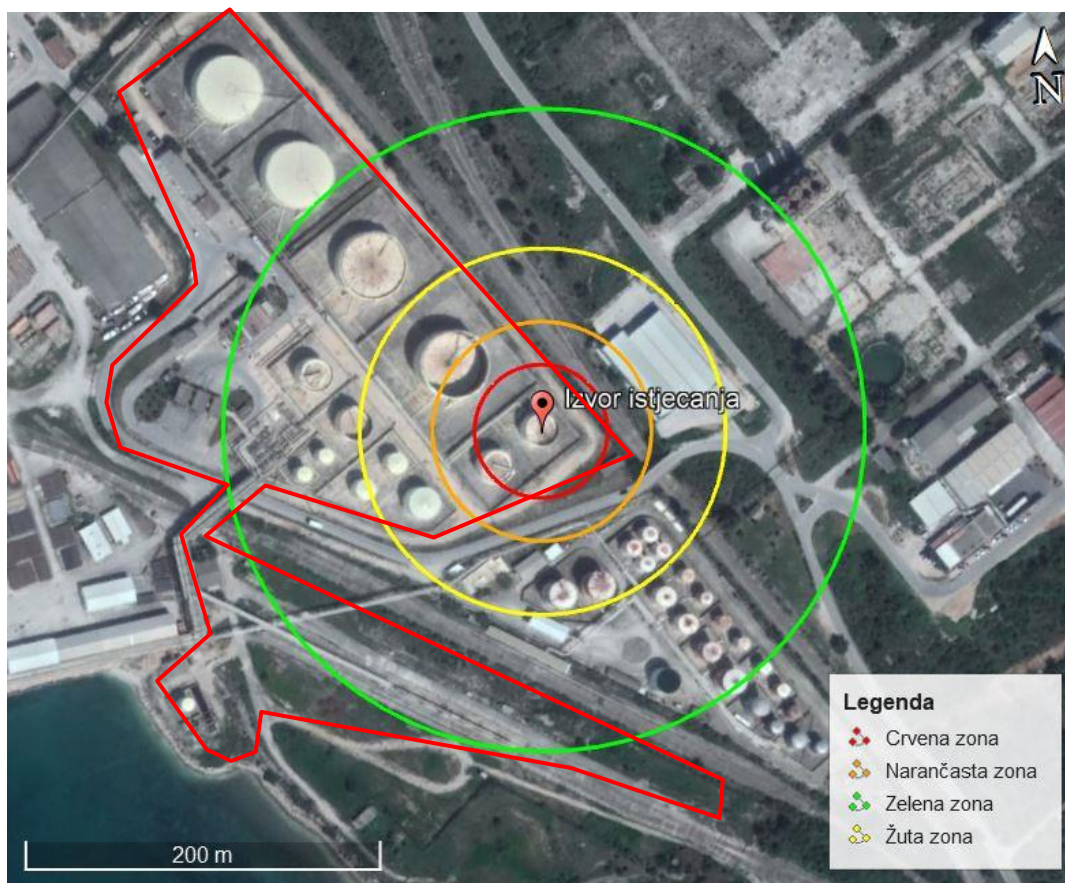 N
Izvor istjecanja
Legenda
Crvena zona
Narančasta zona
Zelena zona
Žuta zona
200 m